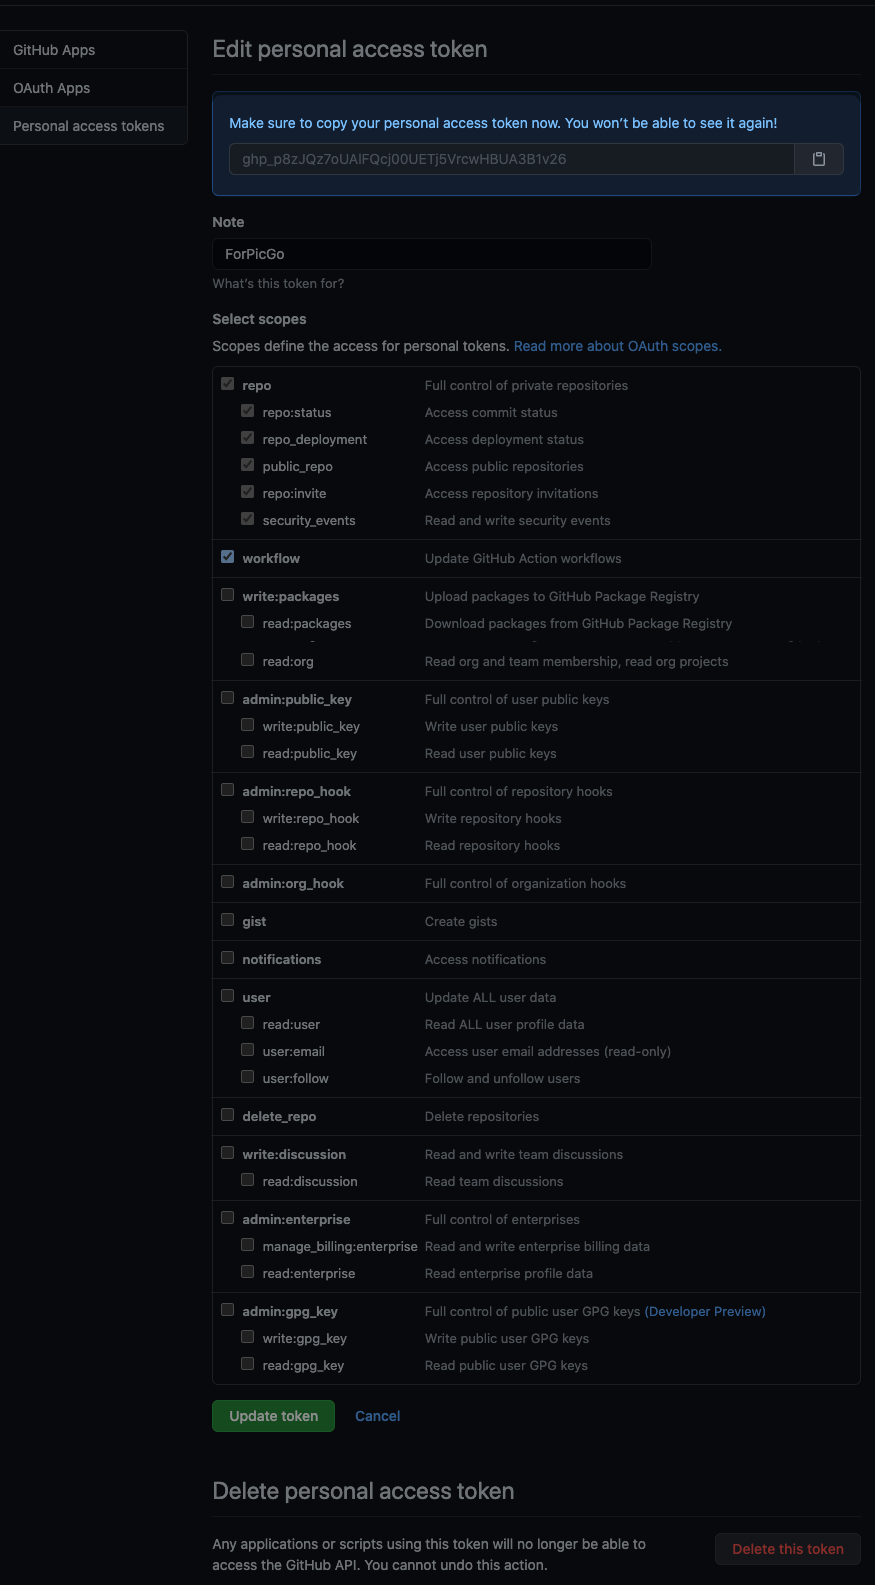 GitHub Apps
OAuth Apps
Personal access tokens
Edit personal access token
Make sure to copy your personal access token now. You won’t be able to see it again!
Note
ForPicGo
What’s this token for?
Select scopes
Scopes define the access for personal tokens. Read more about OAuth scopes.
repo Full control of private repositories
repo:status Access commit status
repo_deployment Access deployment status
public_repo Access public repositories
repo:invite Access repository invitations
security_events Read and write security events
workflow Update GitHub Action workflows
write:packages Upload packages to GitHub Package Registry
read:packages Download packages from GitHub Package Registry
read:org Read org and team membership, read org projects
admin:public_key Full control of user public keys
write:public_key Write user public keys
read:public_key Read user public keys
admin:repo_hook Full control of repository hooks
write:repo_hook Write repository hooks
read:repo_hook Read repository hooks
admin:org_hook Full control of organization hooks
gist Create gists
notifications Access notifications
user Update ALL user data
read:user Read ALL user profile data
user:email Access user email addresses (read-only)
user:follow Follow and unfollow users
delete_repo Delete repositories
write:discussion Read and write team discussions
read:discussion Read team discussions
admin:enterprise Full control of enterprises
manage_billing:enterprise Read and write enterprise billing data
read:enterprise Read enterprise profile data
admin:gpg_key Full control of public user GPG keys (Developer Preview)
write:gpg_key Write public user GPG keys
read:gpg_key Read public user GPG keys
Update token Cancel
Delete personal access token
Any applications or scripts using this token will no longer be able to
access the GitHub API. You cannot undo this action.
Delete this token